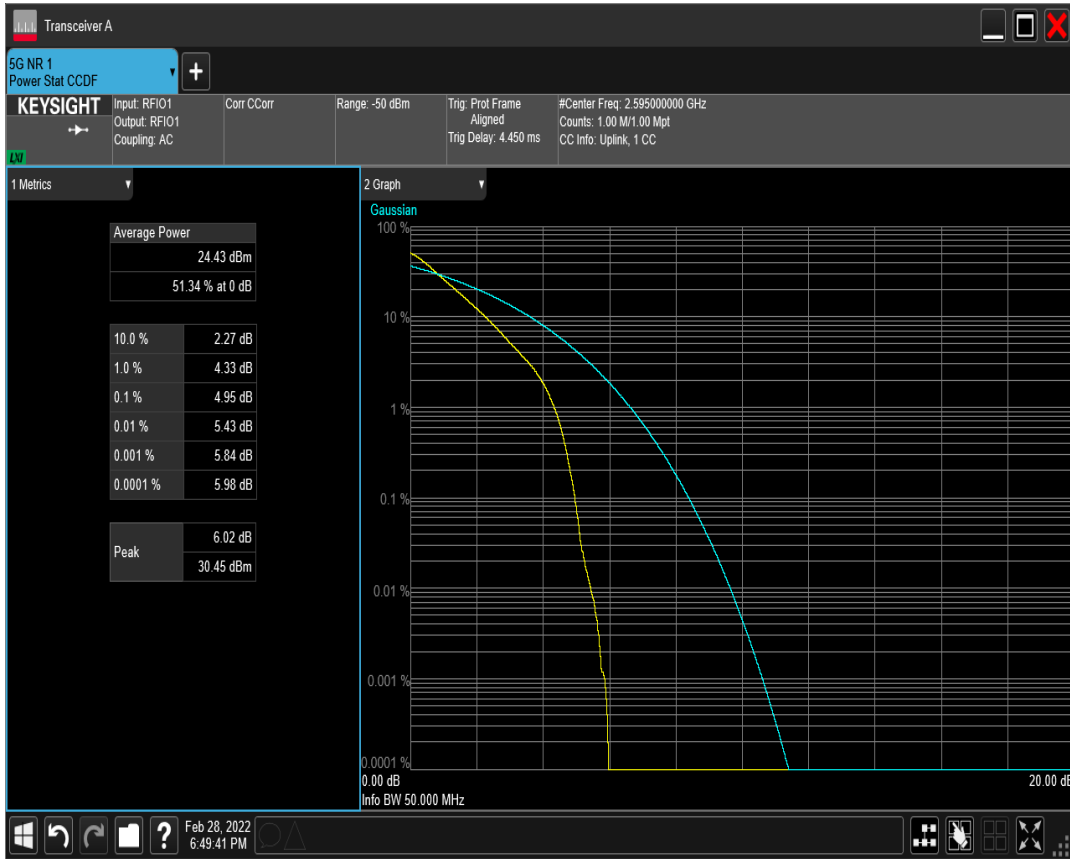 Transceiver A
5G NR 1
Power Stat CCDF
+
KEYSIGHT
LXI
Input: RFIO1
Output: RFIO1
Coupling: AC
Corr CCorr
Range: -50 dBm
Trig: Prot Frame
Aligned
Trig Delay: 4.450 ms
#Center Freq: 2.595000000 GHz
Counts: 1.00 M/1.00 Mpt
CC Info: Uplink, 1 CC
1 Metrics
Average Power
24.43 dBm
51.34 % at 0 dB
10.0 % 2.27 dB
1.0 % 4.33 dB
0.1 % 4.95 dB
0.01 % 5.43 dB
0.001 % 5.84 dB
0.0001 % 5.98 dB
Peak 6.02 dB
30.45 dBm
2 Graph
Gaussian
100 %
10 %
1 %
0.1 %
0.01 %
0.001 %
0.0001 %
0.00 dB 20.00 dB
Info BW 50.000 MHz
?
Feb 28, 2022
6:49:41 PM